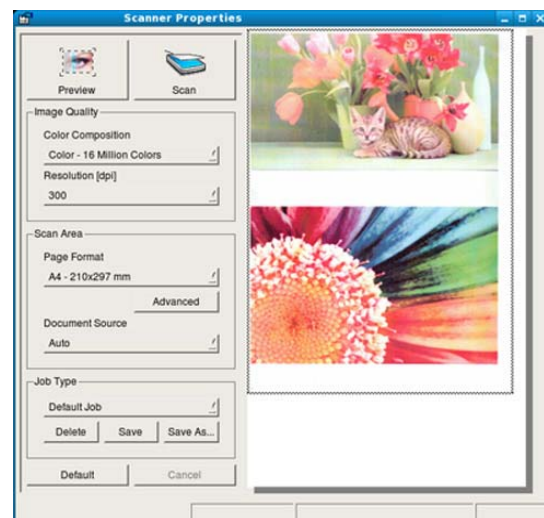 Scanner Properties
Preview
Scan
Image Quality
Color Composition
Color - 16 Million Colors
Resolution [dpi]
300
Scan Area
Page Format
A4 - 210x297 mm
Advanced
Document Source
Auto
Job Type
Default Job
Delete
Save
Save As...
Default
Cancel